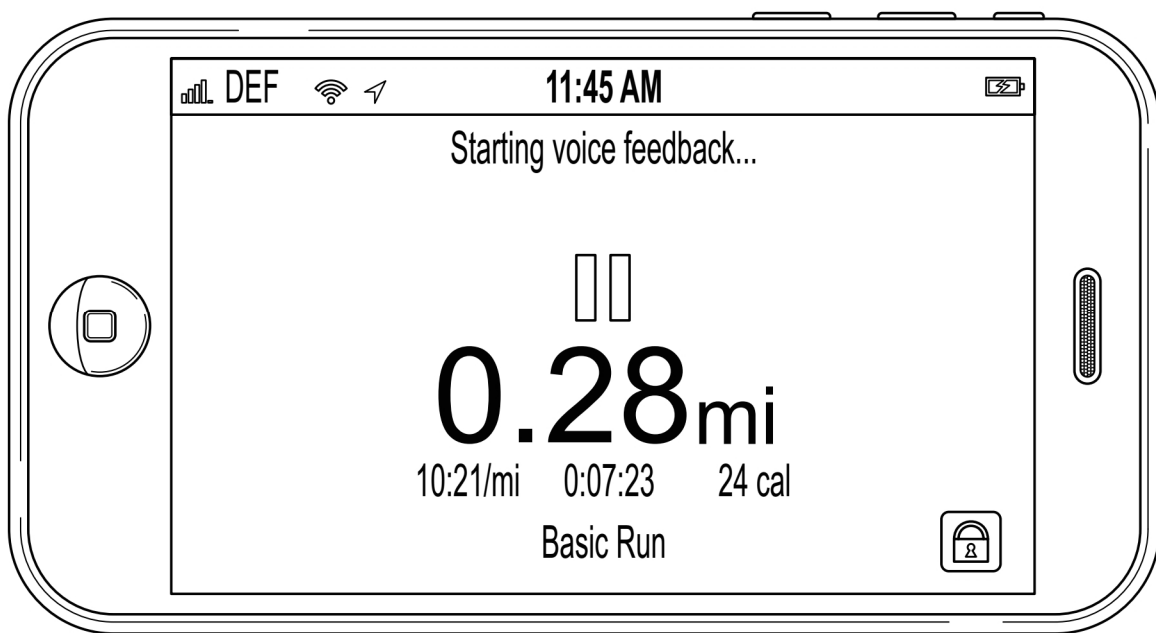 DEF 11:45 AM
Starting voice feedback...
0.28mi
10:21/mi 0:07:23 24 cal
Basic Run